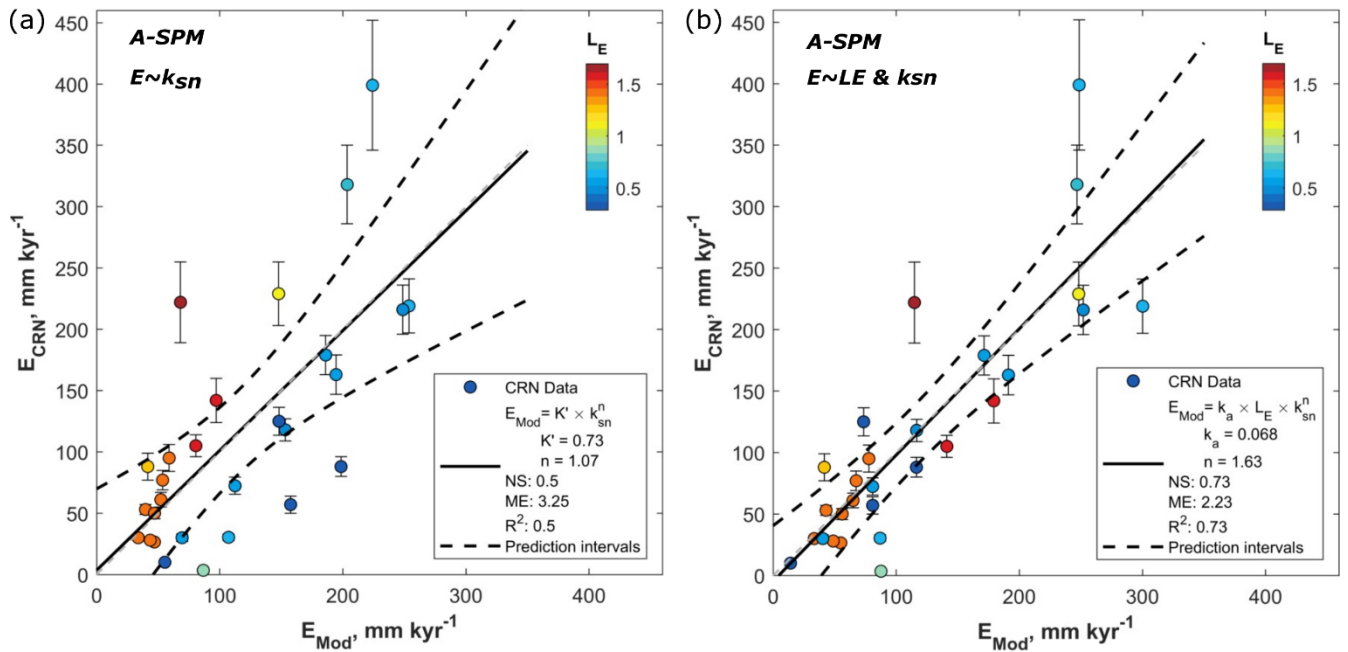 (a)
A-SPM
E~ksn
LE
1.5
1
0.5
450
400
350
300
250
200
150
100
50
0
ECRN, mm kyr-1
0 100 200 300 400
EMod, mm kyr-1
CRN Data
EMod= K' × ksn^n
K' = 0.73
n = 1.07
NS: 0.5
ME: 3.25
R2: 0.5
Prediction intervals
(b)
A-SPM
E~LE & ksn
LE
1.5
1
0.5
450
400
350
300
250
200
150
100
50
0
ECRN, mm kyr-1
0 100 200 300 400
EMod, mm kyr-1
CRN Data
EMod= ka × LE × ksn^n
ka = 0.068
n = 1.63
NS: 0.73
ME: 2.23
R2: 0.73
Prediction intervals